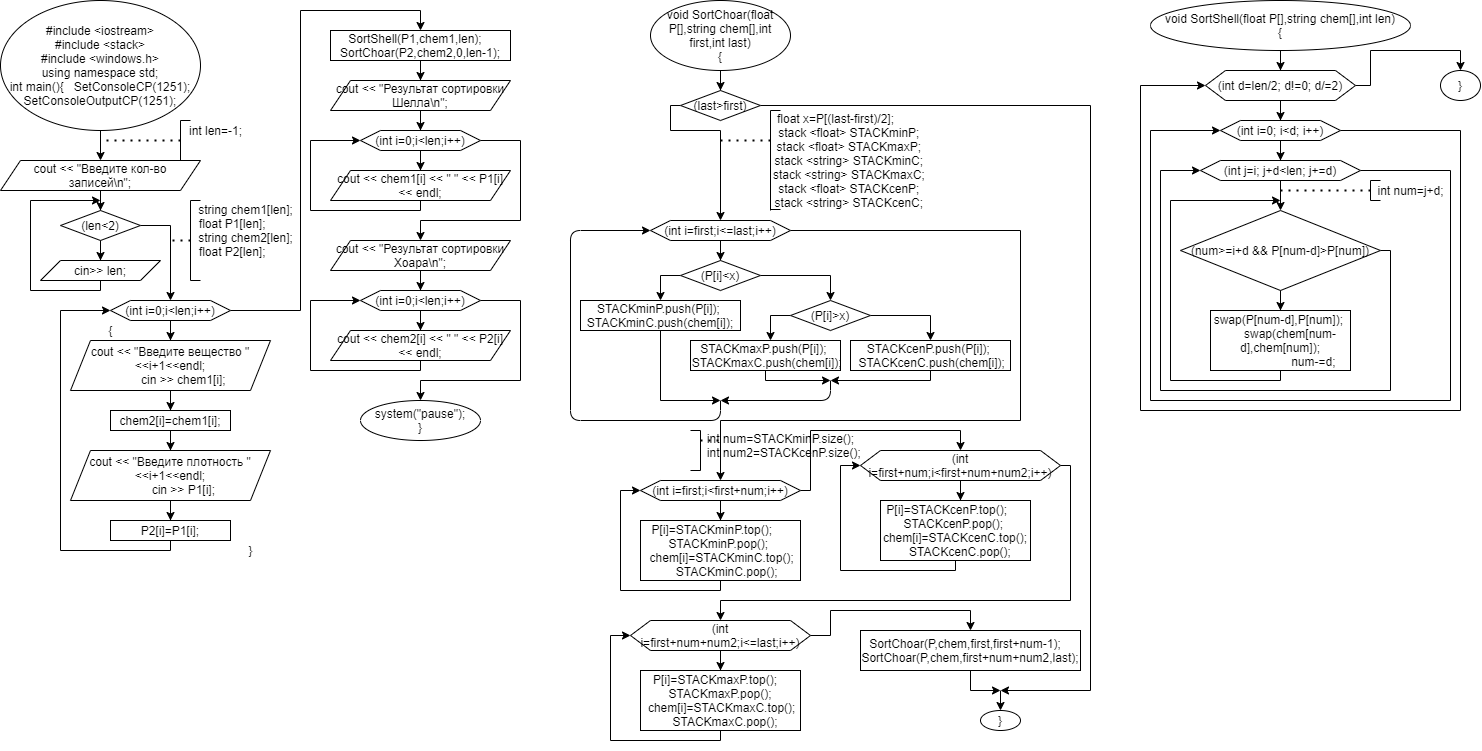 #include <iostream>
#include <stack>
#include <windows.h>
using namespace std;
int main(){   SetConsoleCP(1251);
SetConsoleOutputCP(1251);
int len=-1;
cout << "Введите кол-во
записей\n";
(len<2)
cin>> len;
string chem1[len];
float P1[len];
string chem2[len];
float P2[len];
(int i=0;i<len;i++)
{
cout << "Введите вещество "
<<i+1<<endl;
cin >> chem1[i];
chem2[i]=chem1[i];
cout << "Введите плотность "
<<i+1<<endl;
cin >> P1[i];
P2[i]=P1[i];
}
SortShell(P1,chem1,len);
SortChoar(P2,chem2,0,len-1);
cout << "Результат сортировки
Шелла\n";
(int i=0;i<len;i++)
cout << chem1[i] << " " << P1[i]
<< endl;
cout << "Результат сортировки
Хоара\n";
(int i=0;i<len;i++)
cout << chem2[i] << " " << P2[i]
<< endl;
system("pause");
}
void SortChoar(float
P[],string chem[],int
first,int last)
{
(last>first)
float x=P[(last-first)/2];
stack <float> STACKminP;
stack <float> STACKmaxP;
stack <string> STACKminC;
stack <string> STACKmaxC;
stack <float> STACKcenP;
stack <string> STACKcenC;
(int i=first;i<=last;i++)
(P[i]<x)
STACKminP.push(P[i]);
STACKminC.push(chem[i]);
(P[i]>x)
STACKmaxP.push(P[i]);
STACKmaxC.push(chem[i]);
STACKcenP.push(P[i]);
STACKcenC.push(chem[i]);
int num=STACKminP.size();
int num2=STACKcenP.size();
(int i=first;i<first+num;i++)
P[i]=STACKminP.top();
STACKminP.pop();
chem[i]=STACKminC.top();
STACKminC.pop();
(int
i=first+num;i<first+num+num2;i++)
P[i]=STACKcenP.top();
STACKcenP.pop();
chem[i]=STACKcenC.top();
STACKcenC.pop();
(int
i=first+num+num2;i<=last;i++)
P[i]=STACKmaxP.top();
STACKmaxP.pop();
chem[i]=STACKmaxC.top();
STACKmaxC.pop();
SortChoar(P,chem,first,first+num-1);
SortChoar(P,chem,first+num+num2,last);
}
void SortShell(float P[],string chem[],int len)
{
(int d=len/2; d!=0; d/=2)
}
(int i=0; i<d; i++)
(int j=i; j+d<len; j+=d)
int num=j+d;
(num>=i+d && P[num-d]>P[num])
swap(P[num-d],P[num]);
swap(chem[num-
d],chem[num]);
num-=d;